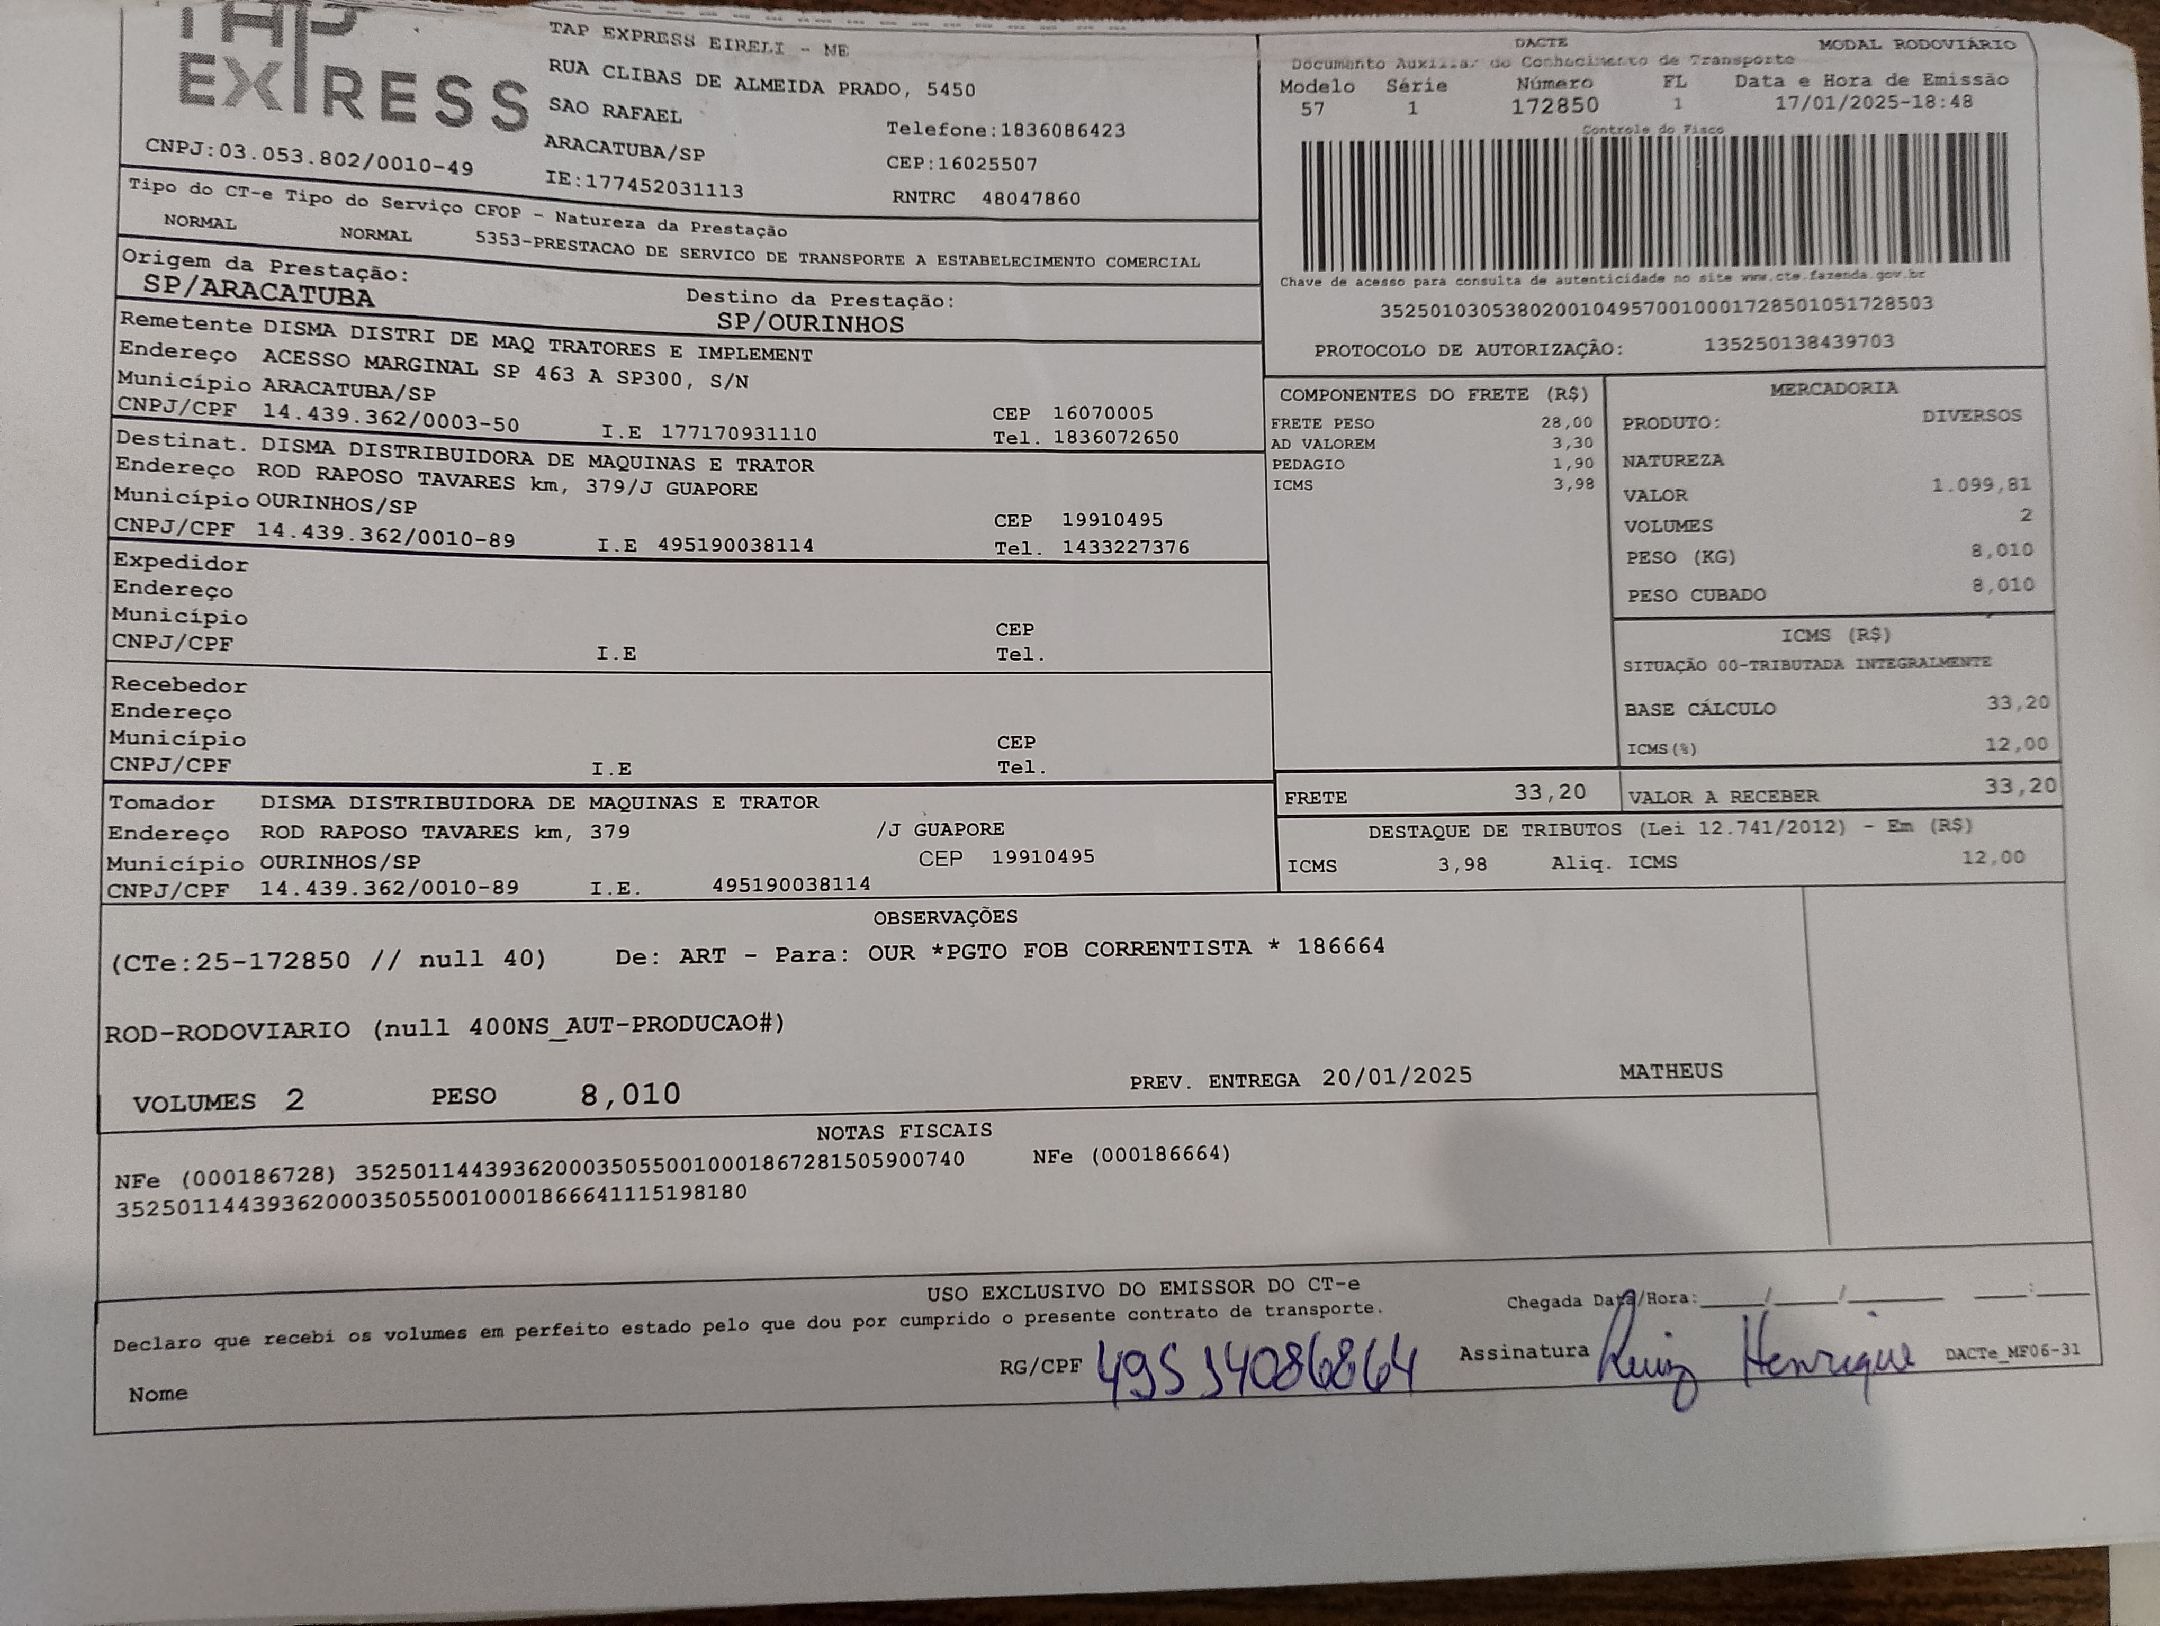 TAP
EXPRESS
TAP EXPRESS EIRELI - ME
RUA CLIBAS DE ALMEIDA PRADO, 5450
SAO RAFAEL
Telefone:1836086423
ARACATUBA/SP
CEP:16025507
CNPJ:03.053.802/0010-49
IE:177452031113
RNTRC 48047860
DACTE
MODAL RODOVIÁRIO
Documento Auxiliar do Conhecimento de Transporte
Modelo Série Número FL Data e Hora de Emissão
57 1 172850 1 17/01/2025-18:48
Controle do Fisco
Chave de acesso para consulta de autenticidade no site www.cte.fazenda.gov.br
35250103053802001049570010001728501051728503
PROTOCOLO DE AUTORIZAÇÃO: 135250138439703
Tipo do CT-e Tipo do Serviço CFOP - Natureza da Prestação
NORMAL NORMAL 5353-PRESTACAO DE SERVICO DE TRANSPORTE A ESTABELECIMENTO COMERCIAL
Origem da Prestação: Destino da Prestação:
SP/ARACATUBA SP/OURINHOS
Remetente DISMA DISTRI DE MAQ TRATORES E IMPLEMENT
Endereço ACESSO MARGINAL SP 463 A SP300, S/N
Município ARACATUBA/SP CEP 16070005
CNPJ/CPF 14.439.362/0003-50 I.E 177170931110 Tel. 1836072650
Destinat. DISMA DISTRIBUIDORA DE MAQUINAS E TRATOR
Endereço ROD RAPOSO TAVARES km, 379/J GUAPORE
Município OURINHOS/SP CEP 19910495
CNPJ/CPF 14.439.362/0010-89 I.E 495190038114 Tel. 1433227376
Expedidor
Endereço
Município CEP
CNPJ/CPF I.E Tel.
Recebedor
Endereço
Município CEP
CNPJ/CPF I.E Tel.
Tomador DISMA DISTRIBUIDORA DE MAQUINAS E TRATOR
Endereço ROD RAPOSO TAVARES km, 379 /J GUAPORE
Município OURINHOS/SP CEP 19910495
CNPJ/CPF 14.439.362/0010-89 I.E. 495190038114
COMPONENTES DO FRETE (R$)
FRETE PESO 28,00
AD VALOREM 3,30
PEDAGIO 1,90
ICMS 3,98
MERCADORIA
PRODUTO: DIVERSOS
NATUREZA
VALOR 1.099,81
VOLUMES 2
PESO (KG) 8,010
PESO CUBADO 8,010
ICMS (R$)
SITUAÇÃO 00-TRIBUTADA INTEGRALMENTE
BASE CÁLCULO 33,20
ICMS(%) 12,00
FRETE 33,20 VALOR A RECEBER 33,20
DESTAQUE DE TRIBUTOS (Lei 12.741/2012) - Em (R$)
ICMS 3,98 Aliq. ICMS 12,00
OBSERVAÇÕES
(CTe:25-172850 // null 40) De: ART - Para: OUR *PGTO FOB CORRENTISTA * 186664
ROD-RODOVIARIO (null 400NS_AUT-PRODUCAO#)
VOLUMES 2 PESO 8,010 PREV. ENTREGA 20/01/2025 MATHEUS
NOTAS FISCAIS
NFe (000186728) 35250114439362000350550010001867281505900740 NFe (000186664)
35250114439362000350550010001866641115198180
USO EXCLUSIVO DO EMISSOR DO CT-e
Declaro que recebi os volumes em perfeito estado pelo que dou por cumprido o presente contrato de transporte.
Chegada Data/Hora:____/____/______ ___:___
Nome RG/CPF 49534086864 Assinatura Ruiz Henrique DACTe_MF06-31